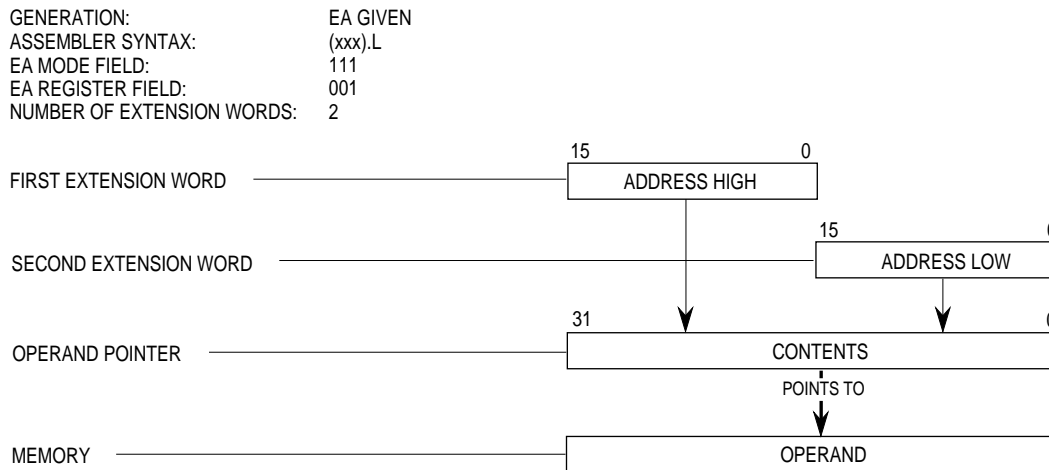 GENERATION: EA GIVEN
ASSEMBLER SYNTAX: (xxx).L
EA MODE FIELD: 111
EA REGISTER FIELD: 001
NUMBER OF EXTENSION WORDS: 2
15 0
FIRST EXTENSION WORD ADDRESS HIGH
15
SECOND EXTENSION WORD ADDRESS LOW
31
OPERAND POINTER CONTENTS
POINTS TO
MEMORY OPERAND